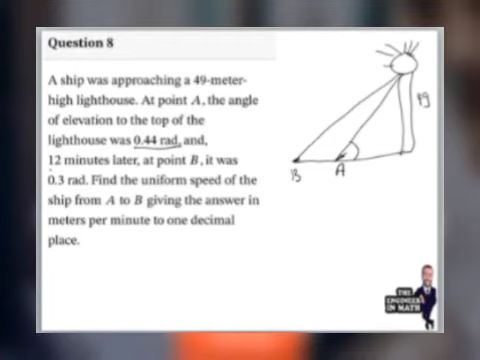 Question 8
A ship was approaching a 49-meter-
high lighthouse. At point A, the angle
of elevation to the top of the
lighthouse was 0.44 rad, and,
12 minutes later, at point B, it was
0.3 rad. Find the uniform speed of the
ship from A to B giving the answer in
meters per minute to one decimal
place.
B
A
THE
ENGINEER
IN MATH